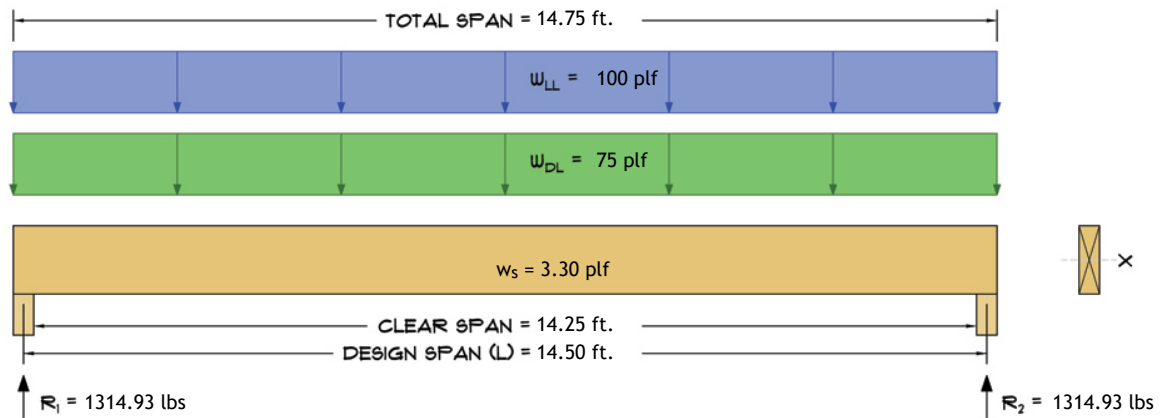 TOTAL SPAN = 14.75 ft.
WLL = 100 plf
WDL = 75 plf
ws = 3.30 plf
X
CLEAR SPAN = 14.25 ft.
DESIGN SPAN (L) = 14.50 ft.
R1 = 1314.93 lbs
R2 = 1314.93 lbs